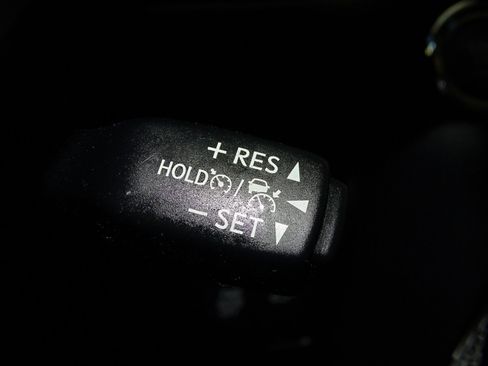 + RES
HOLD /
- SET